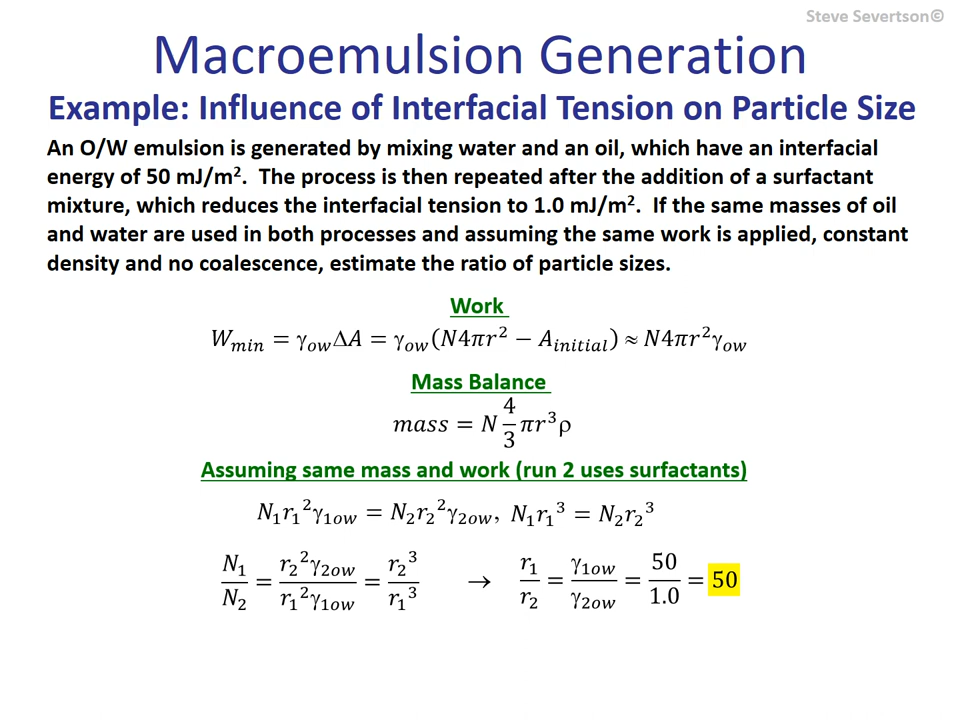 Steve Severtson©
Macroemulsion Generation
Example: Influence of Interfacial Tension on Particle Size
An O/W emulsion is generated by mixing water and an oil, which have an interfacial
energy of 50 mJ/m². The process is then repeated after the addition of a surfactant
mixture, which reduces the interfacial tension to 1.0 mJ/m². If the same masses of oil
and water are used in both processes and assuming the same work is applied, constant
density and no coalescence, estimate the ratio of particle sizes.
Work
W_min = γ_ow ΔA = γ_ow(N4πr² − A_initial) ≈ N4πr²γ_ow
Mass Balance
mass = N 4/3 πr³ρ
Assuming same mass and work (run 2 uses surfactants)
N₁r₁²γ_1ow = N₂r₂²γ_2ow, N₁r₁³ = N₂r₂³
N₁/N₂ = r₂²γ_2ow/r₁²γ_1ow = r₂³/r₁³ → r₁/r₂ = γ_1ow/γ_2ow = 50/1.0 = 50